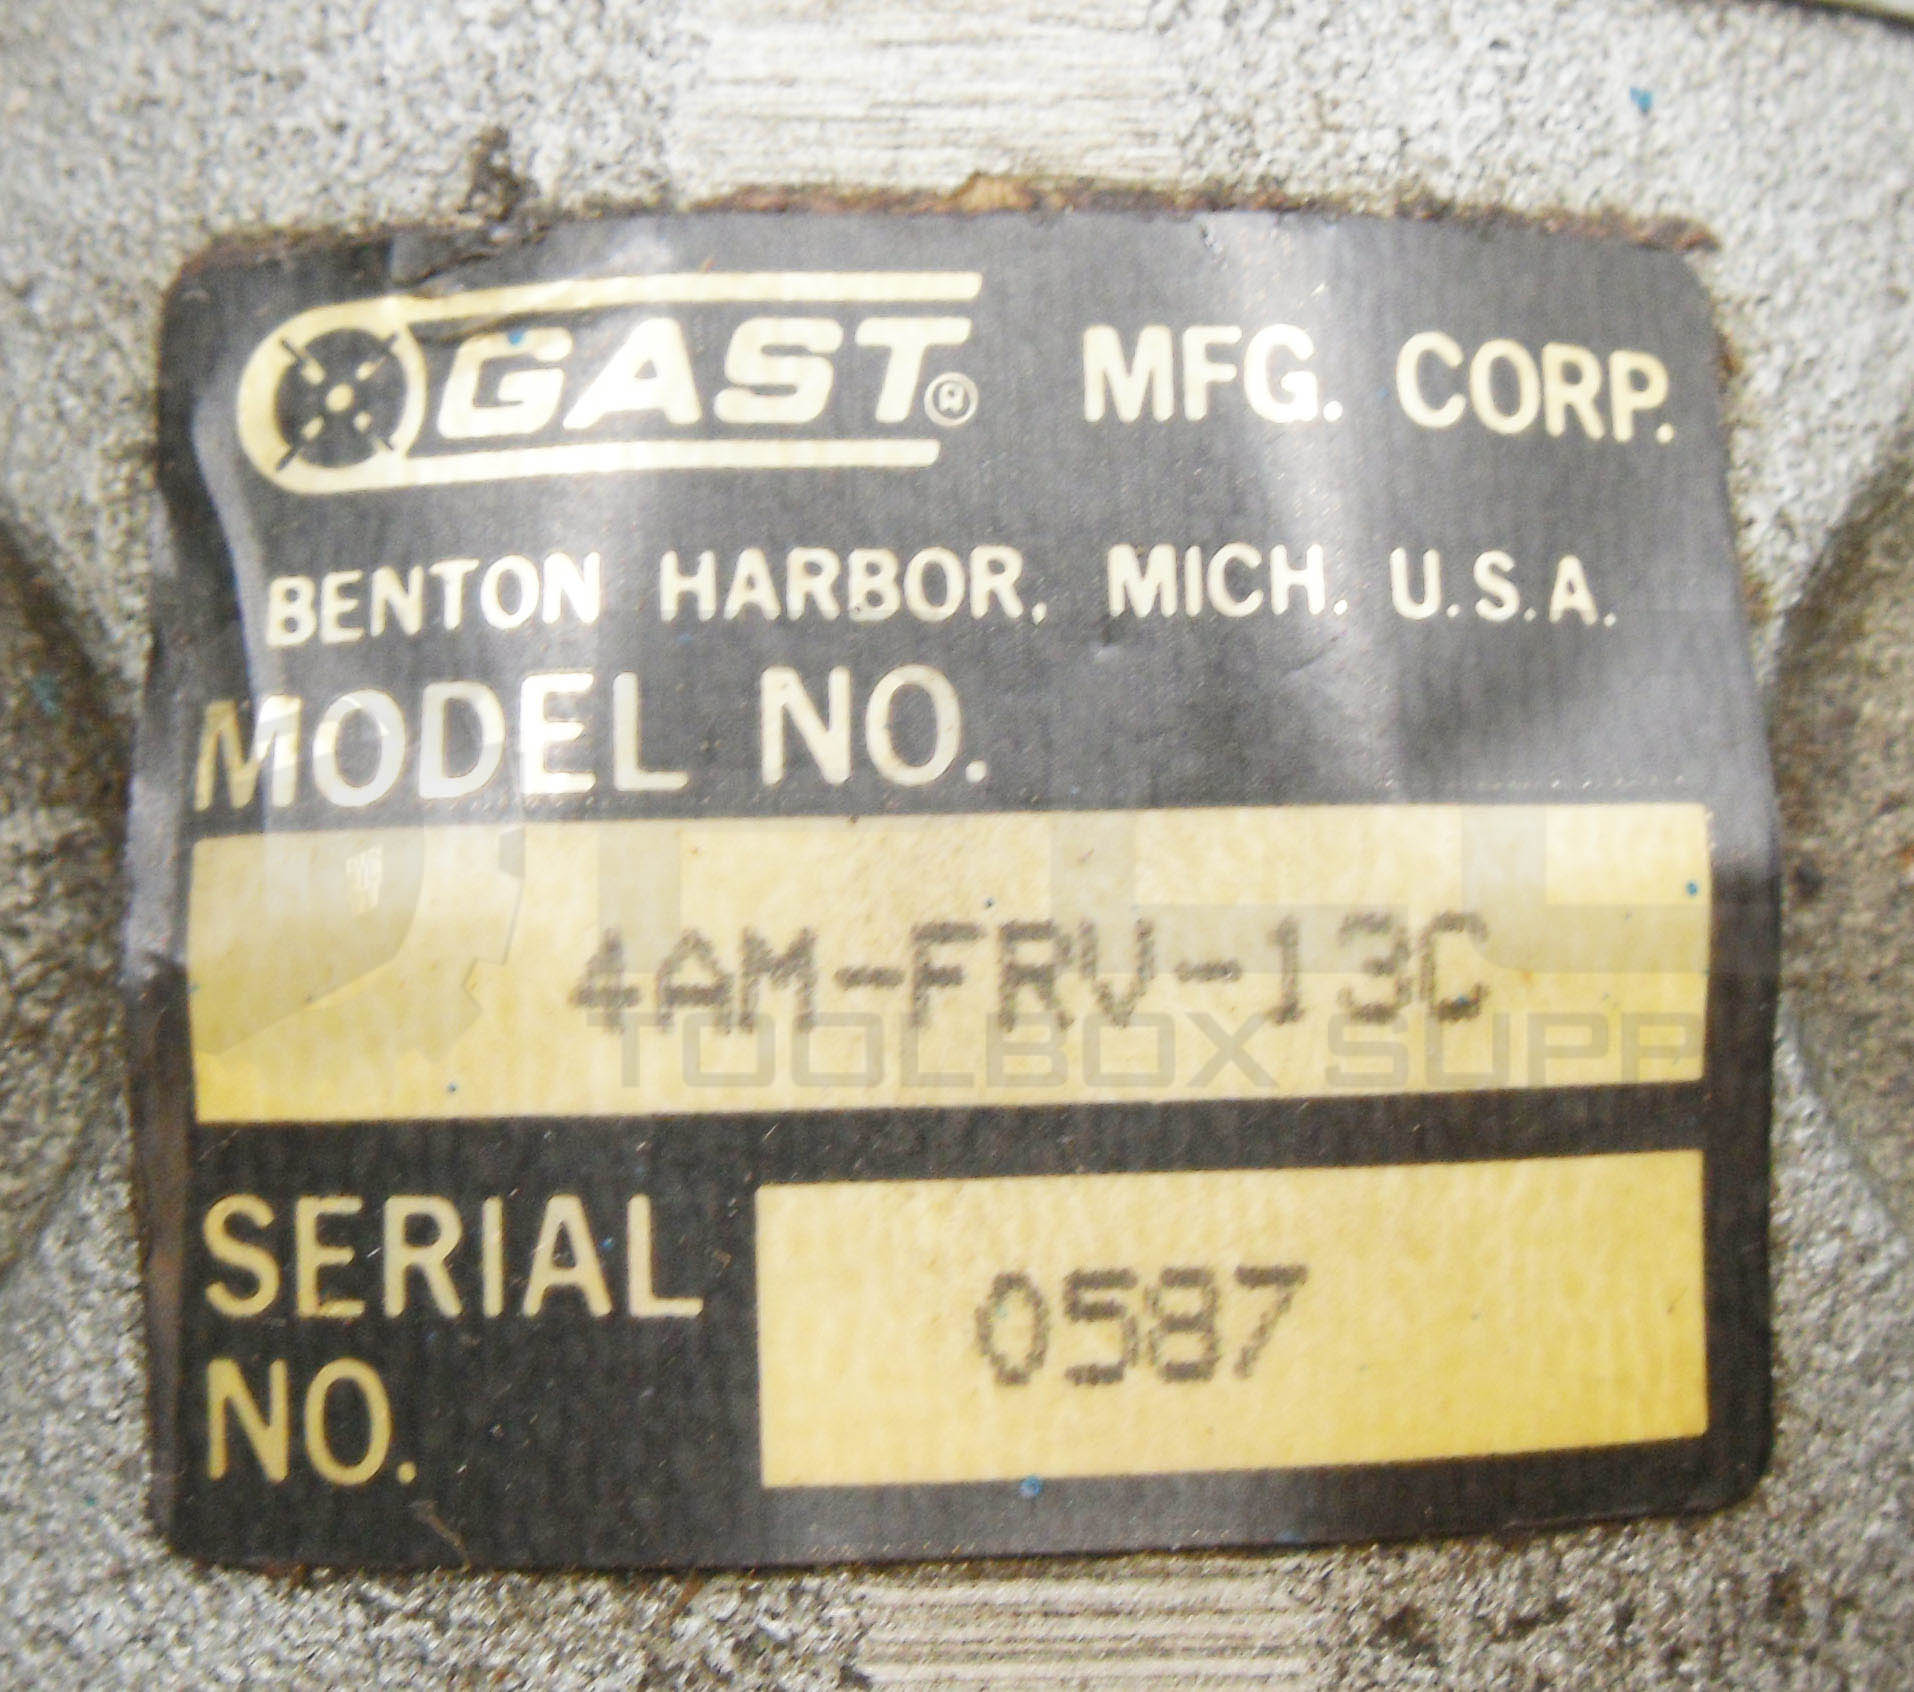 GAST® MFG. CORP.
BENTON HARBOR, MICH. U.S.A.
MODEL NO.
4AM-FRV-13C
TOOLBOX SUPP
SERIAL
NO.
0587